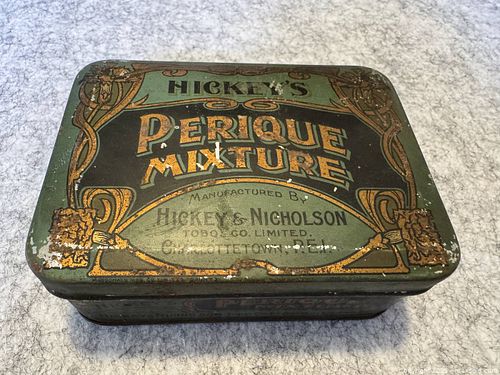 HICKEY'S
PERIQUE
MIXTURE
MANUFACTURED BY
HICKEY & NICHOLSON
TOBO. CO. LIMITED.
CHARLOTTETOWN, P.E.I.